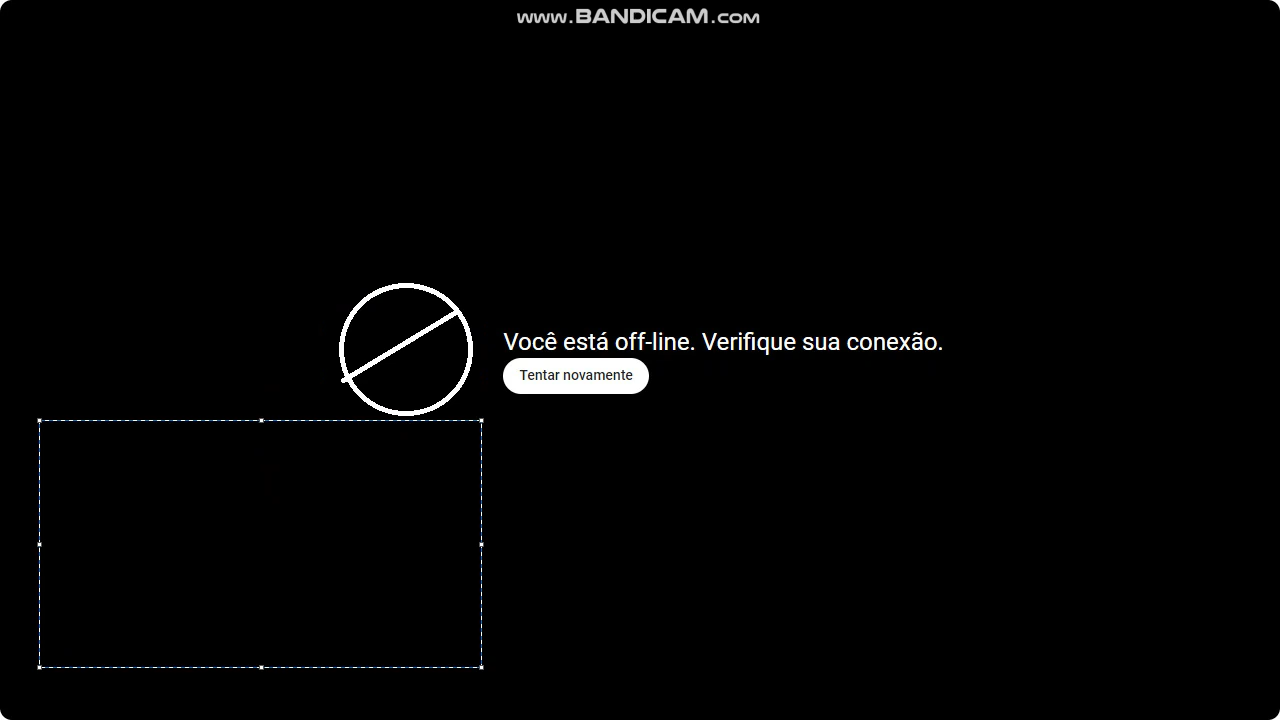 www.BANDICAM.com
Você está off-line. Verifique sua conexão.
Tentar novamente